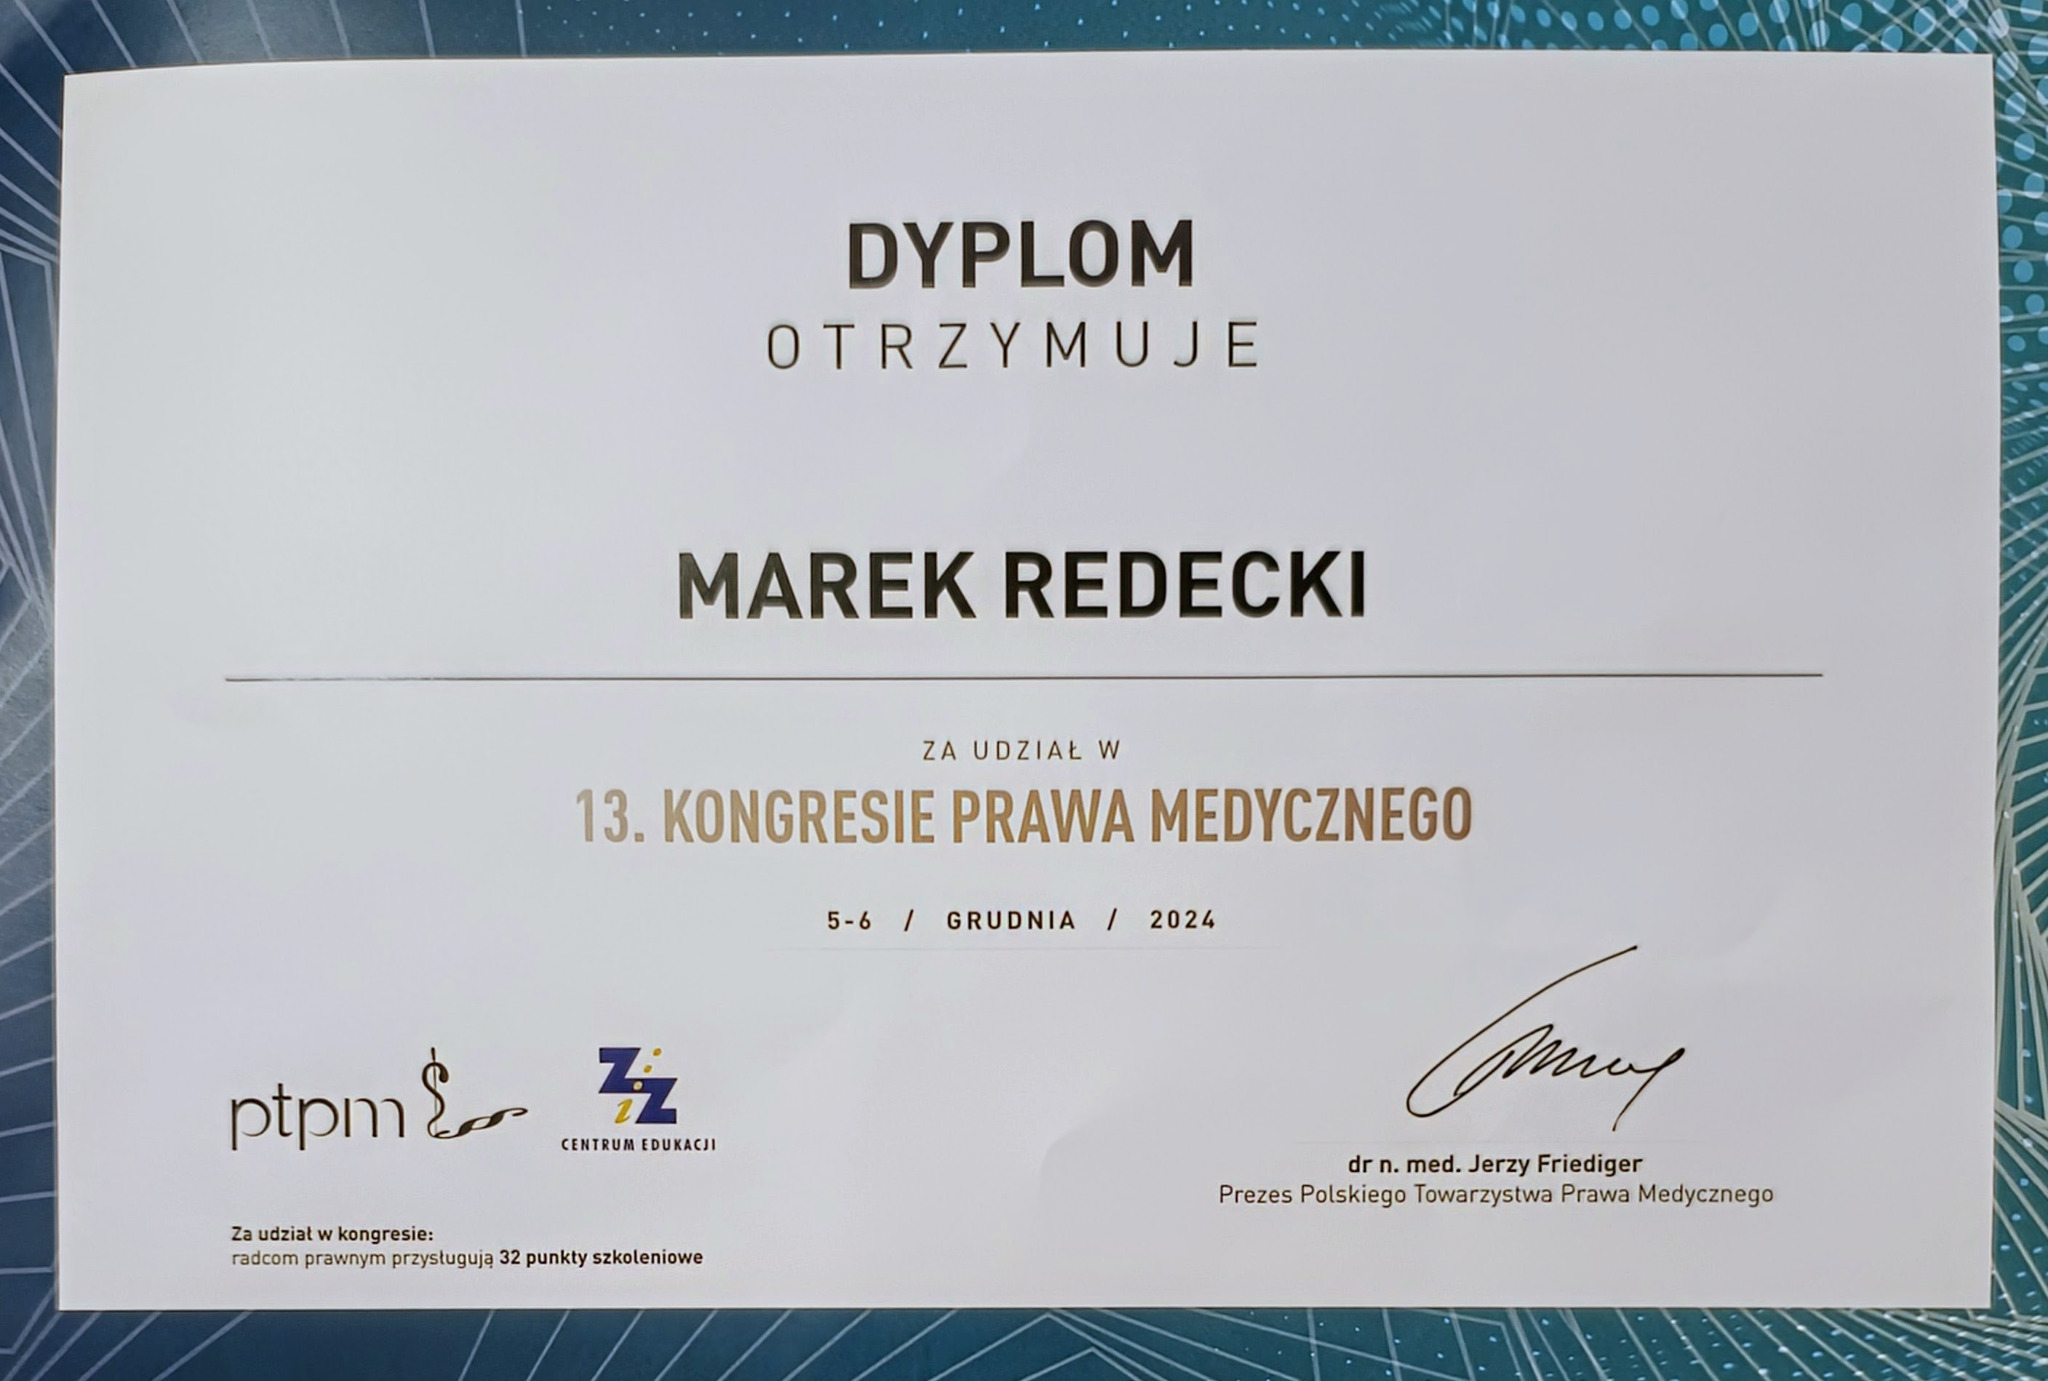 DYPLOM
OTRZYMUJE
MAREK REDECKI
ZA UDZIAŁ W
13. KONGRESIE PRAWA MEDYCZNEGO
5-6 / GRUDNIA / 2024
ptpm
ZiZ
CENTRUM EDUKACJI
dr n. med. Jerzy Friediger
Prezes Polskiego Towarzystwa Prawa Medycznego
Za udział w kongresie:
radcom prawnym przysługują 32 punkty szkoleniowe